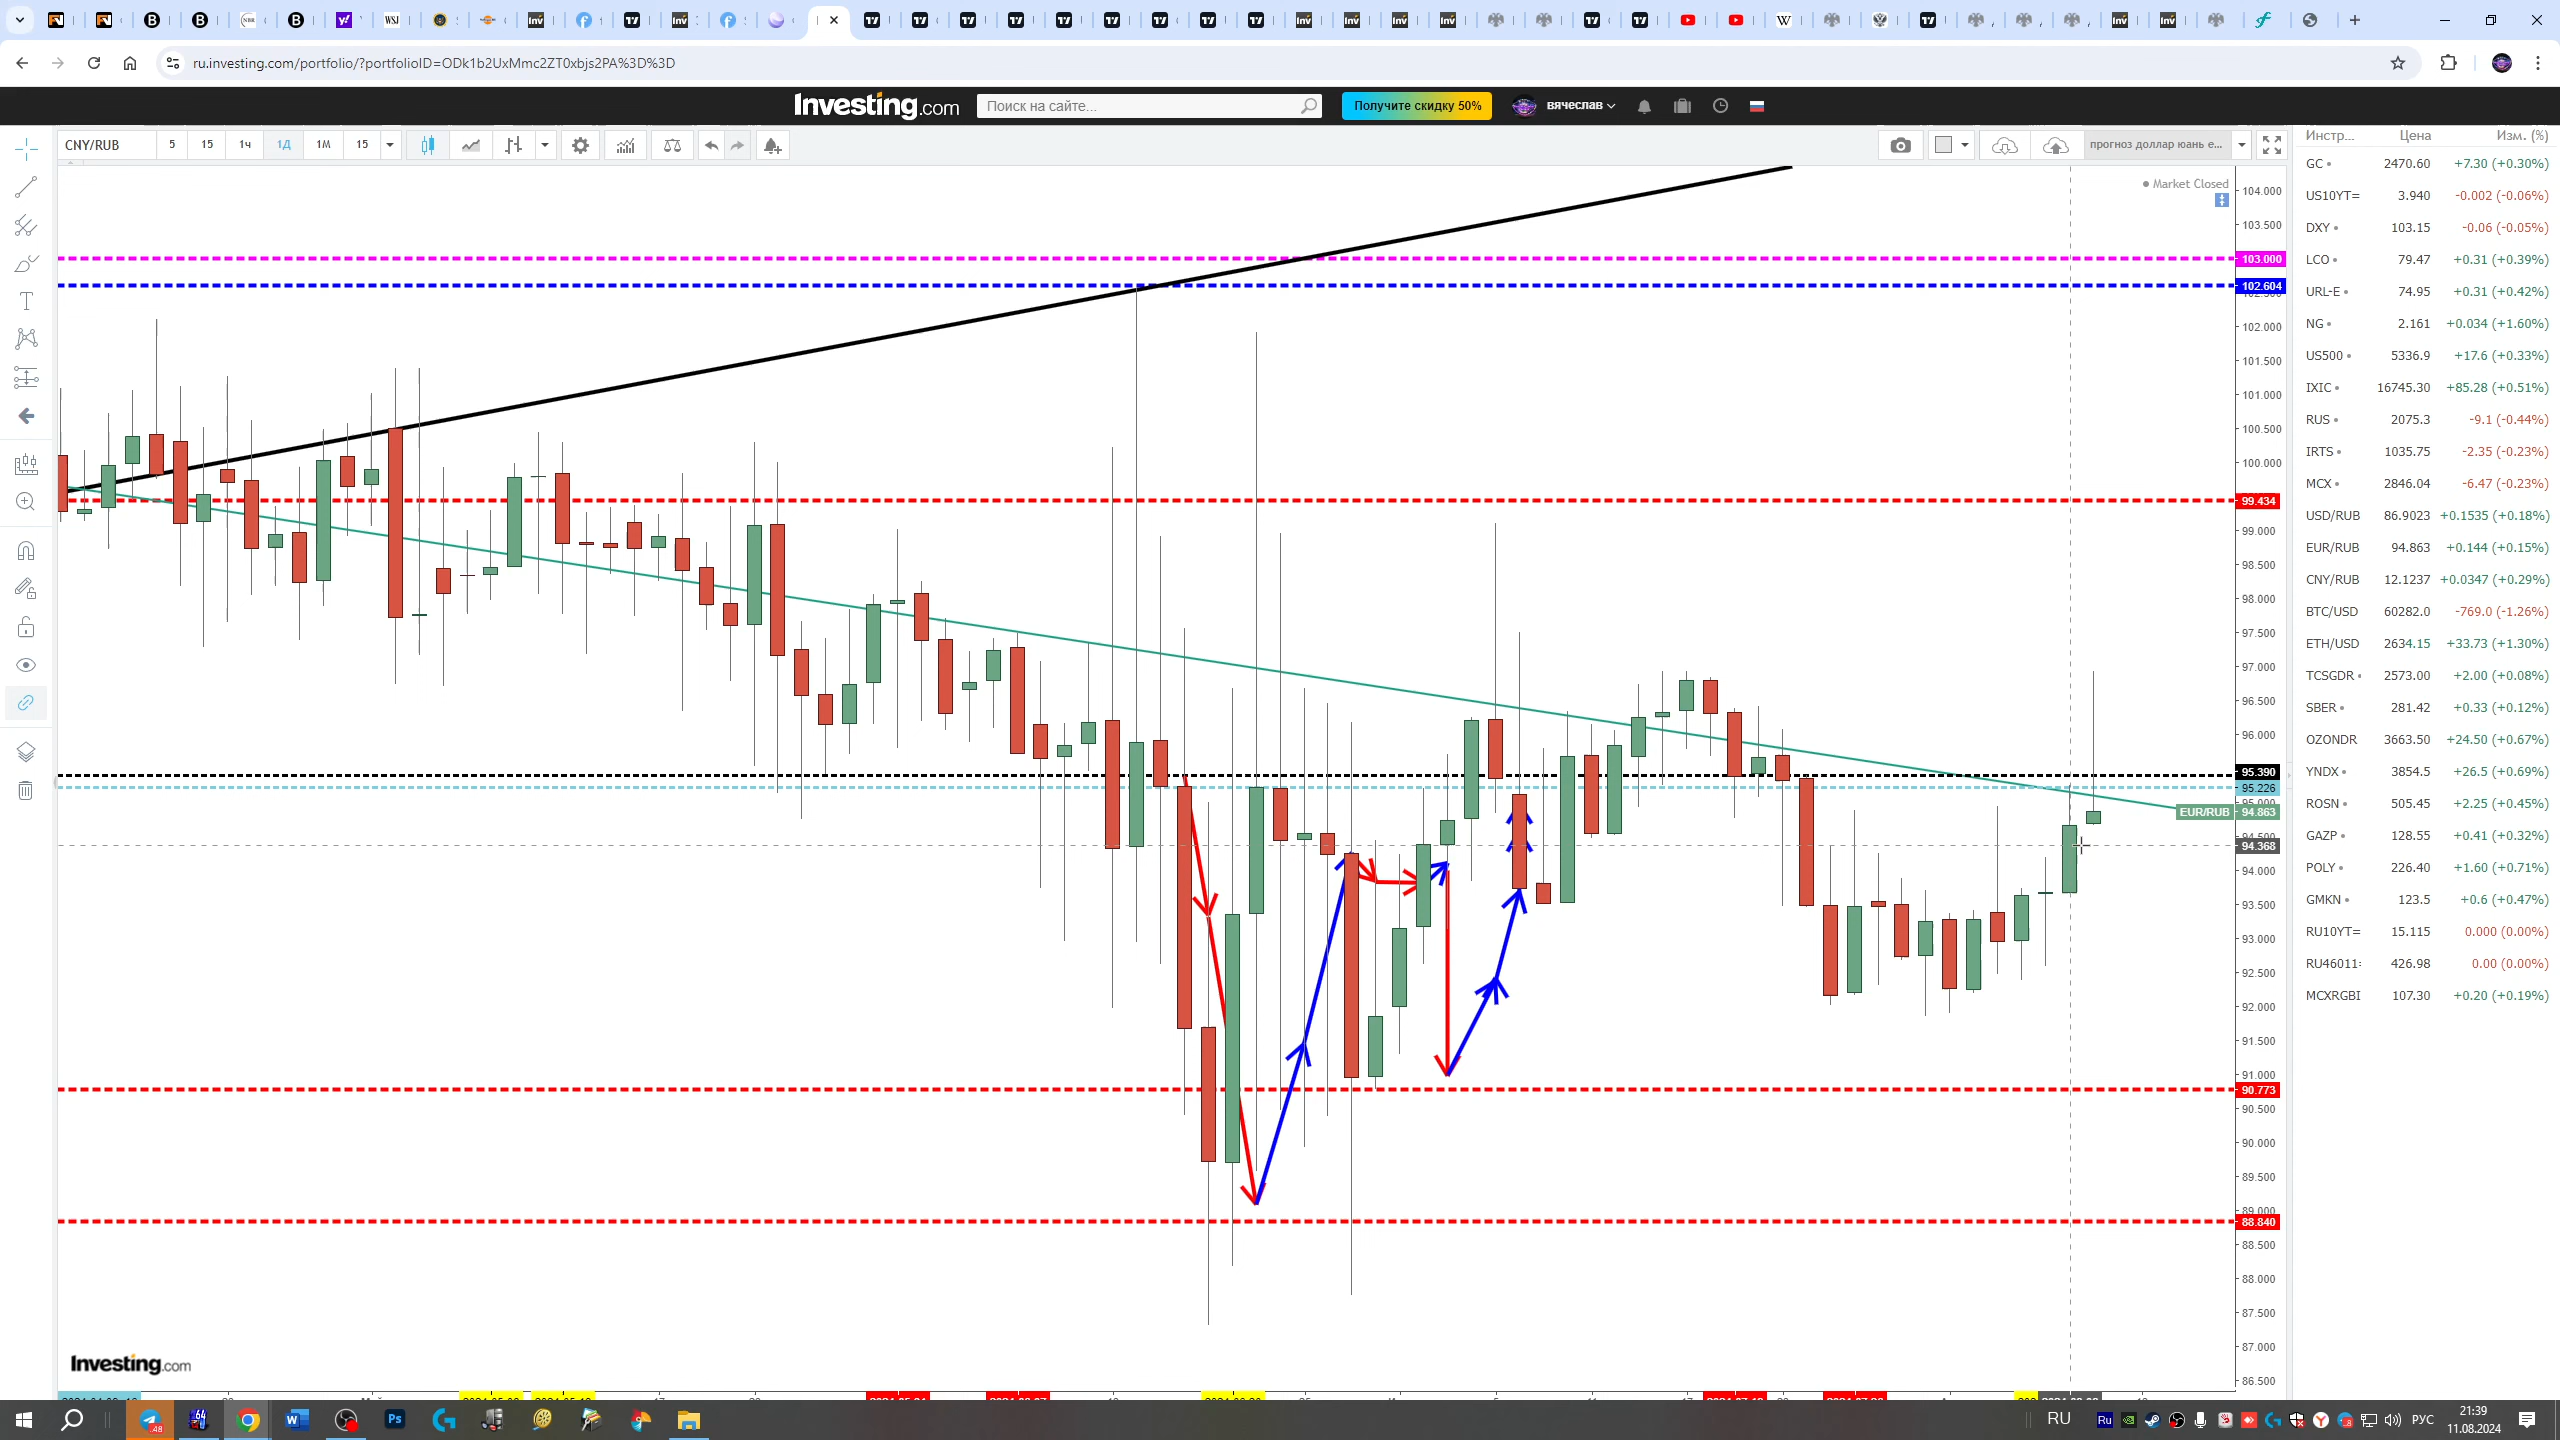 ru.investing.com/portfolio/?portfolioID=ODk1b2UxMmc2ZT0xbjs2PA%3D%3D
Investing.com
Поиск на сайте...
Получите скидку 50%
вячеслав
CNY/RUB
5
15
1ч
1Д
1М
15
прогноз доллар юань е...
Инстр...
Цена
Изм. (%)
Market Closed
GC 2470.60 +7.30 (+0.30%)
US10YT= 3.940 -0.002 (-0.06%)
DXY 103.15 -0.06 (-0.05%)
LCO 79.47 +0.31 (+0.39%)
URL-E 74.95 +0.31 (+0.42%)
NG 2.161 +0.034 (+1.60%)
US500 5336.9 +17.6 (+0.33%)
IXIC 16745.30 +85.28 (+0.51%)
RUS 2075.3 -9.1 (-0.44%)
IRTS 1035.75 -2.35 (-0.23%)
MCX 2846.04 -6.47 (-0.23%)
USD/RUB 86.9023 +0.1535 (+0.18%)
EUR/RUB 94.863 +0.144 (+0.15%)
CNY/RUB 12.1237 +0.0347 (+0.29%)
BTC/USD 60282.0 -769.0 (-1.26%)
ETH/USD 2634.15 +33.73 (+1.30%)
TCSGDR 2573.00 +2.00 (+0.08%)
SBER 281.42 +0.33 (+0.12%)
OZONDR 3663.50 +24.50 (+0.67%)
YNDX 3854.5 +26.5 (+0.69%)
ROSN 505.45 +2.25 (+0.45%)
GAZP 128.55 +0.41 (+0.32%)
POLY 226.40 +1.60 (+0.71%)
GMKN 123.5 +0.6 (+0.47%)
RU10YT= 15.115 0.000 (0.00%)
RU46011: 426.98 0.00 (0.00%)
MCXRGBI 107.30 +0.20 (+0.19%)
104.000
103.500
103.000
102.604
102.000
101.500
101.000
100.500
100.000
99.434
99.000
98.500
98.000
97.500
97.000
96.500
96.000
95.390
95.226
EUR/RUB 94.863
94.368
94.000
93.500
93.000
92.500
92.000
91.500
91.000
90.773
90.500
90.000
89.500
89.000
88.840
88.500
88.000
87.500
87.000
86.500
Investing.com
RU
РУС
21:39
11.08.2024